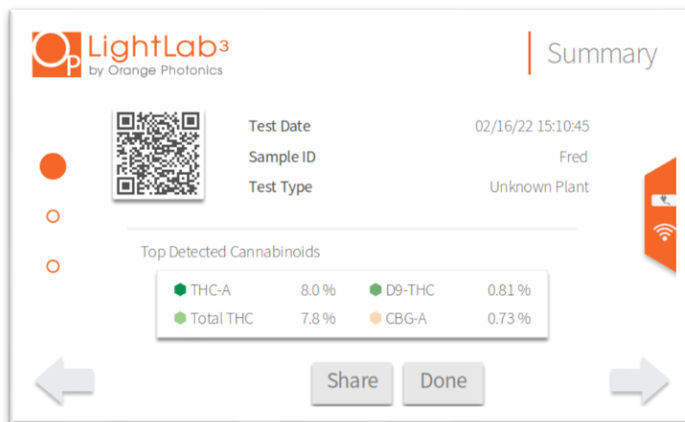 Op LightLab3
by Orange Photonics
Summary
Test Date 02/16/22 15:10:45
Sample ID Fred
Test Type Unknown Plant
Top Detected Cannabinoids
THC-A 8.0 % D9-THC 0.81 %
Total THC 7.8 % CBG-A 0.73 %
Share Done